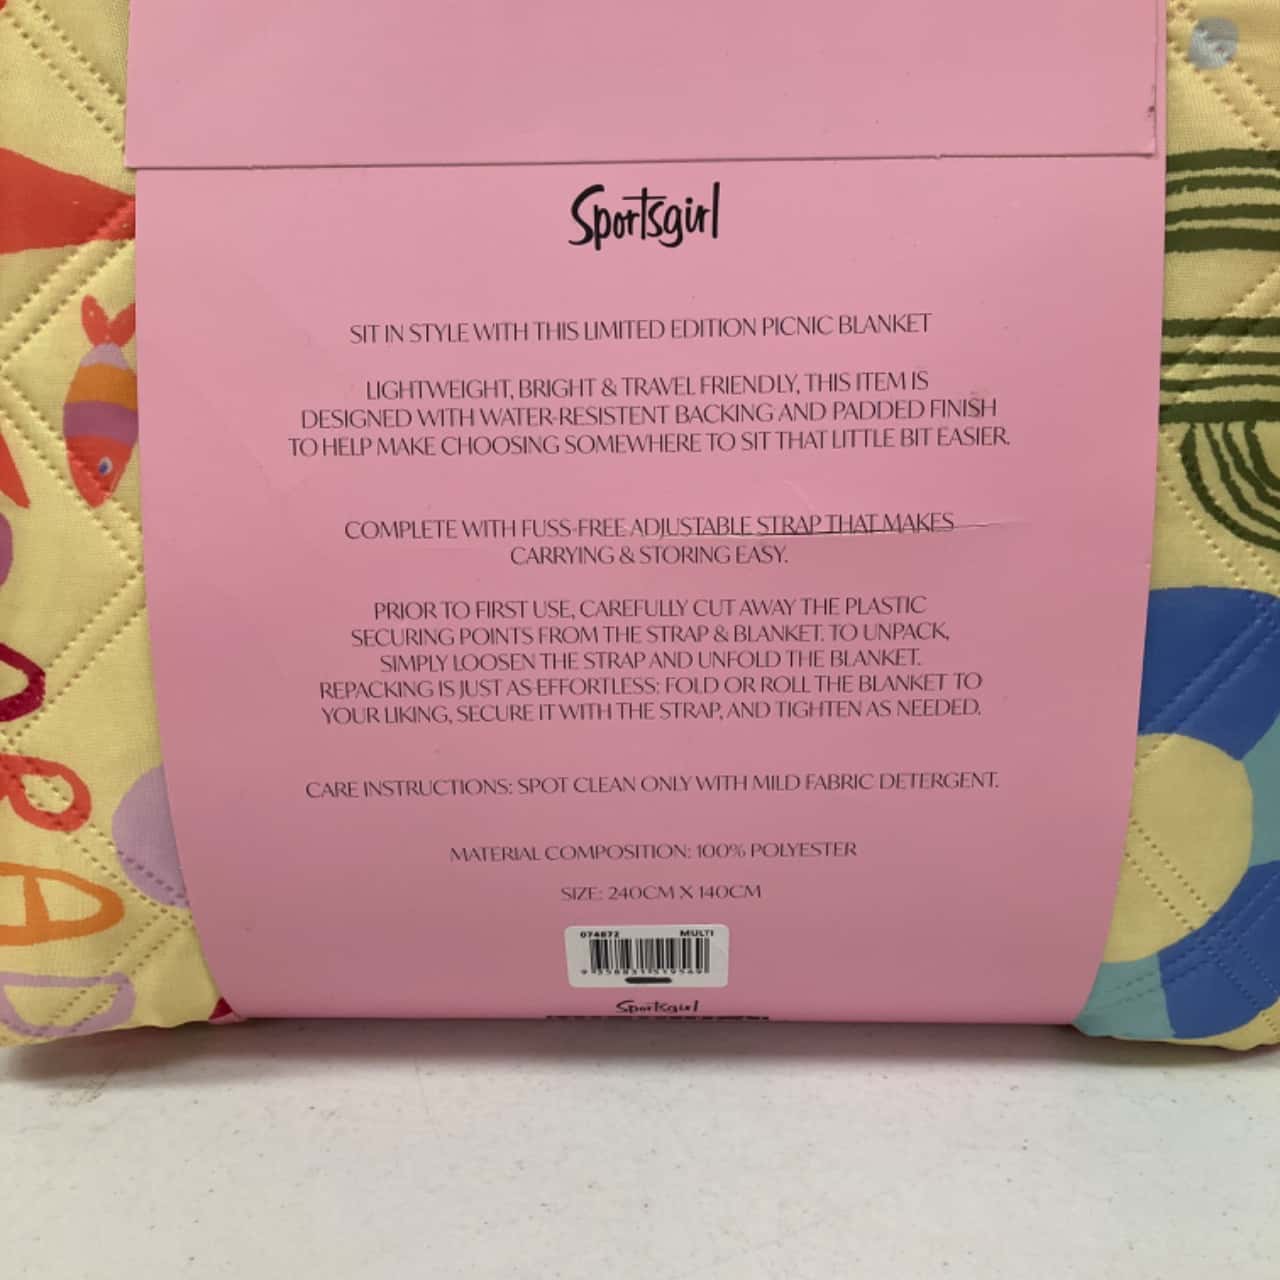 Sportsgirl
SIT IN STYLE WITH THIS LIMITED EDITION PICNIC BLANKET
LIGHTWEIGHT, BRIGHT & TRAVEL FRIENDLY, THIS ITEM IS
DESIGNED WITH WATER-RESISTENT BACKING AND PADDED FINISH
TO HELP MAKE CHOOSING SOMEWHERE TO SIT THAT LITTLE BIT EASIER.
COMPLETE WITH FUSS-FREE ADJUSTABLE STRAP THAT MAKES
CARRYING & STORING EASY.
PRIOR TO FIRST USE, CAREFULLY CUT AWAY THE PLASTIC
SECURING POINTS FROM THE STRAP & BLANKET. TO UNPACK,
SIMPLY LOOSEN THE STRAP AND UNFOLD THE BLANKET.
REPACKING IS JUST AS EFFORTLESS: FOLD OR ROLL THE BLANKET TO
YOUR LIKING, SECURE IT WITH THE STRAP, AND TIGHTEN AS NEEDED.
CARE INSTRUCTIONS: SPOT CLEAN ONLY WITH MILD FABRIC DETERGENT.
MATERIAL COMPOSITION: 100% POLYESTER
SIZE: 240CM X 140CM
074872 MULTI
Sportsgirl